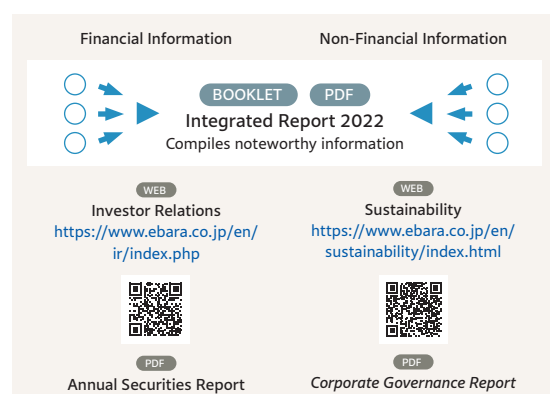 Financial Information
Non-Financial Information
BOOKLET
PDF
Integrated Report 2022
Compiles noteworthy information
WEB
Investor Relations
https://www.ebara.co.jp/en/
ir/index.php
WEB
Sustainability
https://www.ebara.co.jp/en/
sustainability/index.html
PDF
Annual Securities Report
PDF
Corporate Governance Report